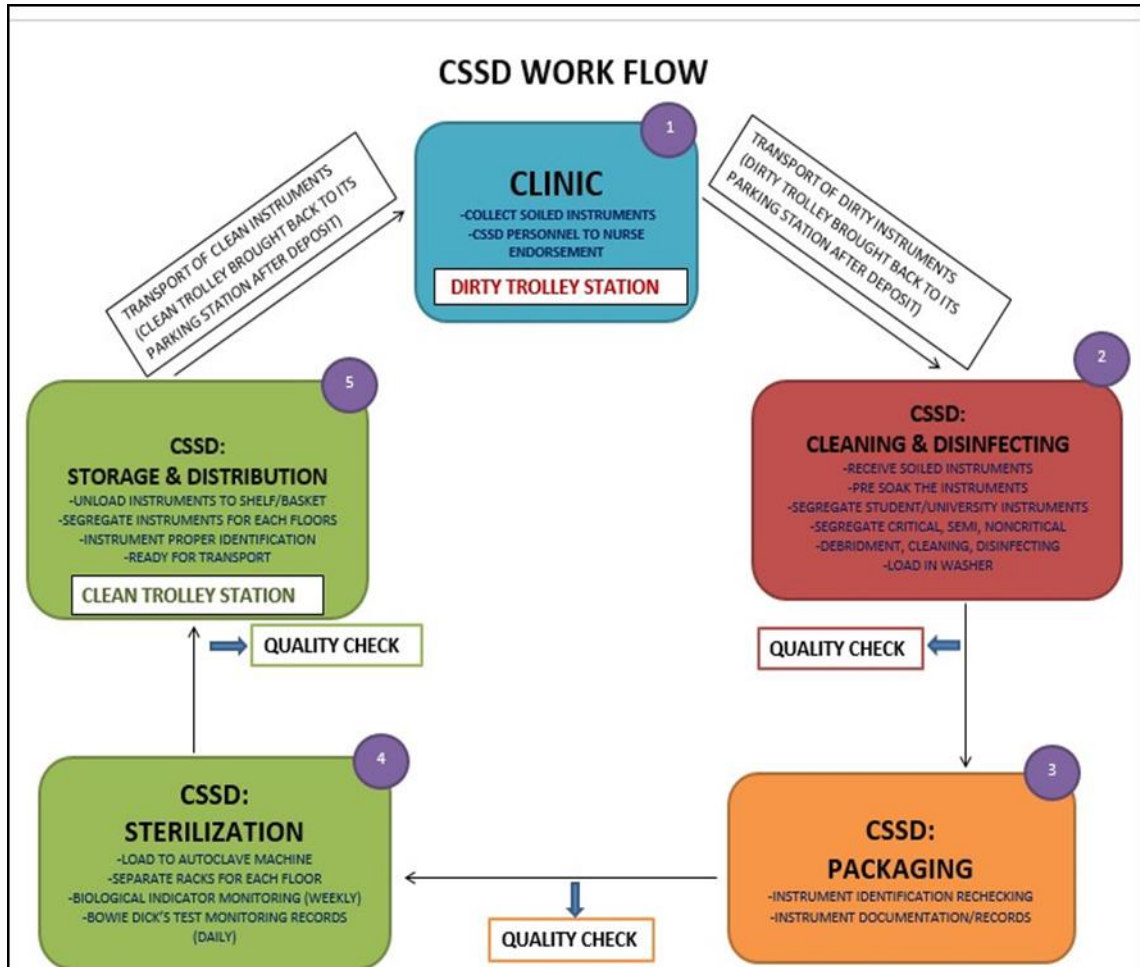 CSSD WORK FLOW
1
CLINIC
-COLLECT SOILED INSTRUMENTS
-CSSD PERSONNEL TO NURSE
ENDORSEMENT
DIRTY TROLLEY STATION
TRANSPORT OF DIRTY INSTRUMENTS
(DIRTY TROLLEY BROUGHT BACK TO ITS
PARKING STATION AFTER DEPOSIT)
2
CSSD:
CLEANING & DISINFECTING
-RECEIVE SOILED INSTRUMENTS
-PRE SOAK THE INSTRUMENTS
-SEGREGATE STUDENT/UNIVERSITY INSTRUMENTS
-SEGREGATE CRITICAL, SEMI, NONCRITICAL
-DEBRIDMENT, CLEANING, DISINFECTING
-LOAD IN WASHER
QUALITY CHECK
3
CSSD:
PACKAGING
-INSTRUMENT IDENTIFICATION RECHECKING
-INSTRUMENT DOCUMENTATION/RECORDS
QUALITY CHECK
4
CSSD:
STERILIZATION
-LOAD TO AUTOCLAVE MACHINE
-SEPARATE RACKS FOR EACH FLOOR
-BIOLOGICAL INDICATOR MONITORING (WEEKLY)
-BOWIE DICK'S TEST MONITORING RECORDS
(DAILY)
QUALITY CHECK
5
CSSD:
STORAGE & DISTRIBUTION
-UNLOAD INSTRUMENTS TO SHELF/BASKET
-SEGREGATE INSTRUMENTS FOR EACH FLOORS
-INSTRUMENT PROPER IDENTIFICATION
-READY FOR TRANSPORT
CLEAN TROLLEY STATION
TRANSPORT OF CLEAN INSTRUMENTS
(CLEAN TROLLEY BROUGHT BACK TO ITS
PARKING STATION AFTER DEPOSIT)